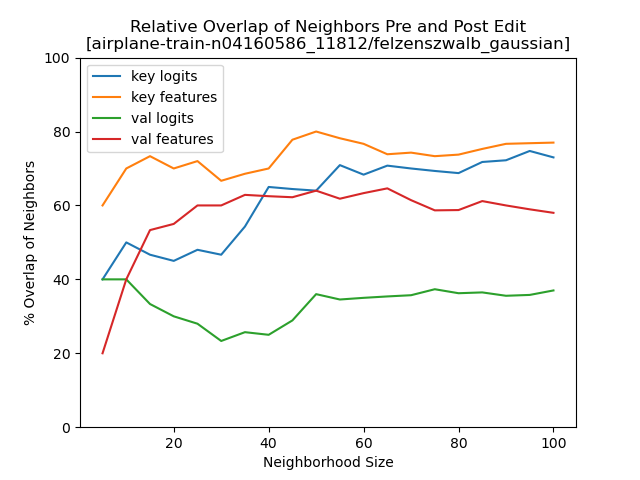 Relative Overlap of Neighbors Pre and Post Edit
[airplane-train-n04160586_11812/felzenszwalb_gaussian]
key logits
key features
val logits
val features
% Overlap of Neighbors
100
80
60
40
20
0
20 40 60 80 100
Neighborhood Size